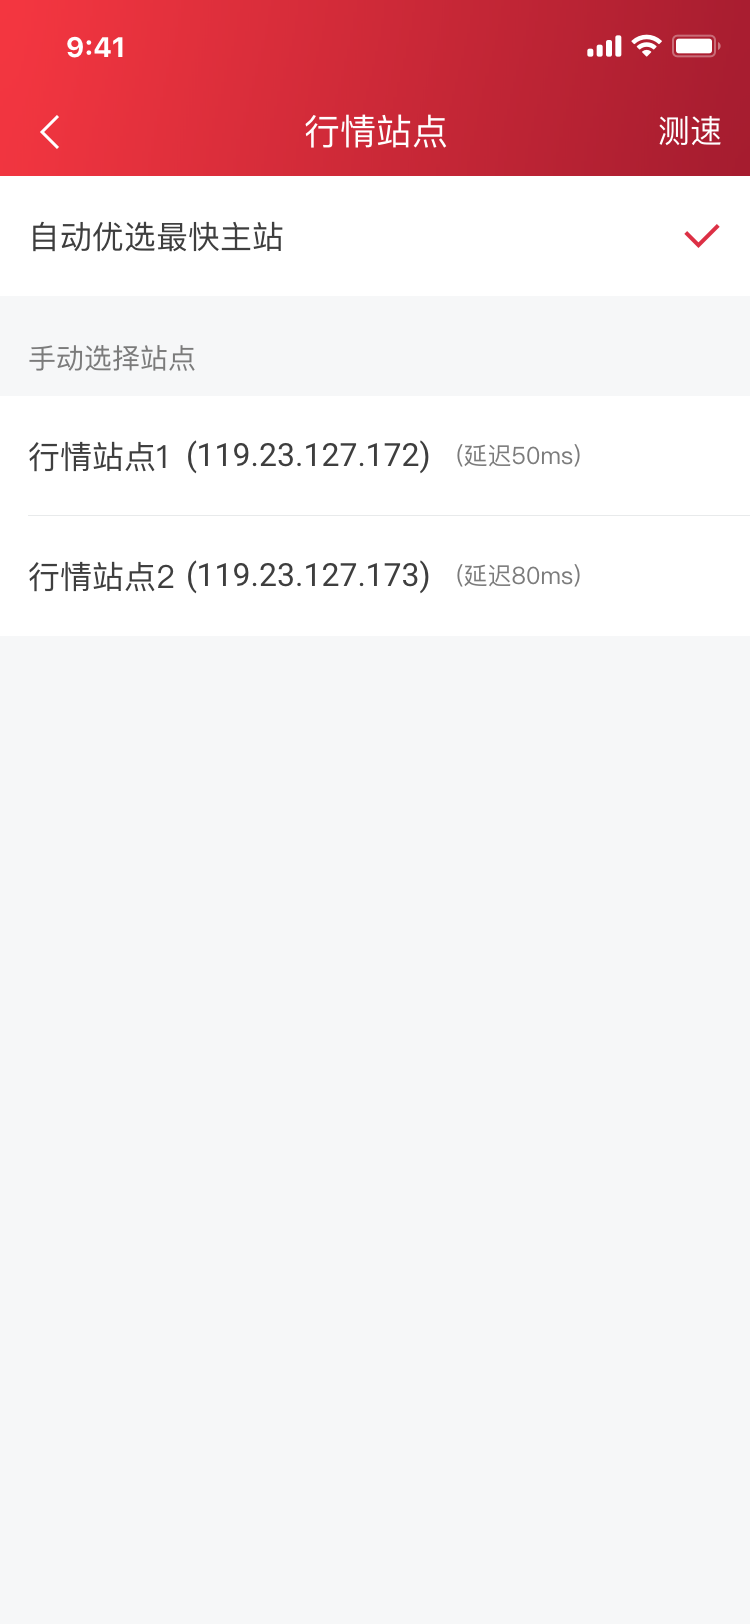 9:41
行情站点 测速
自动优选最快主站
手动选择站点
行情站点1 (119.23.127.172) (延迟50ms)
行情站点2 (119.23.127.173) (延迟80ms)